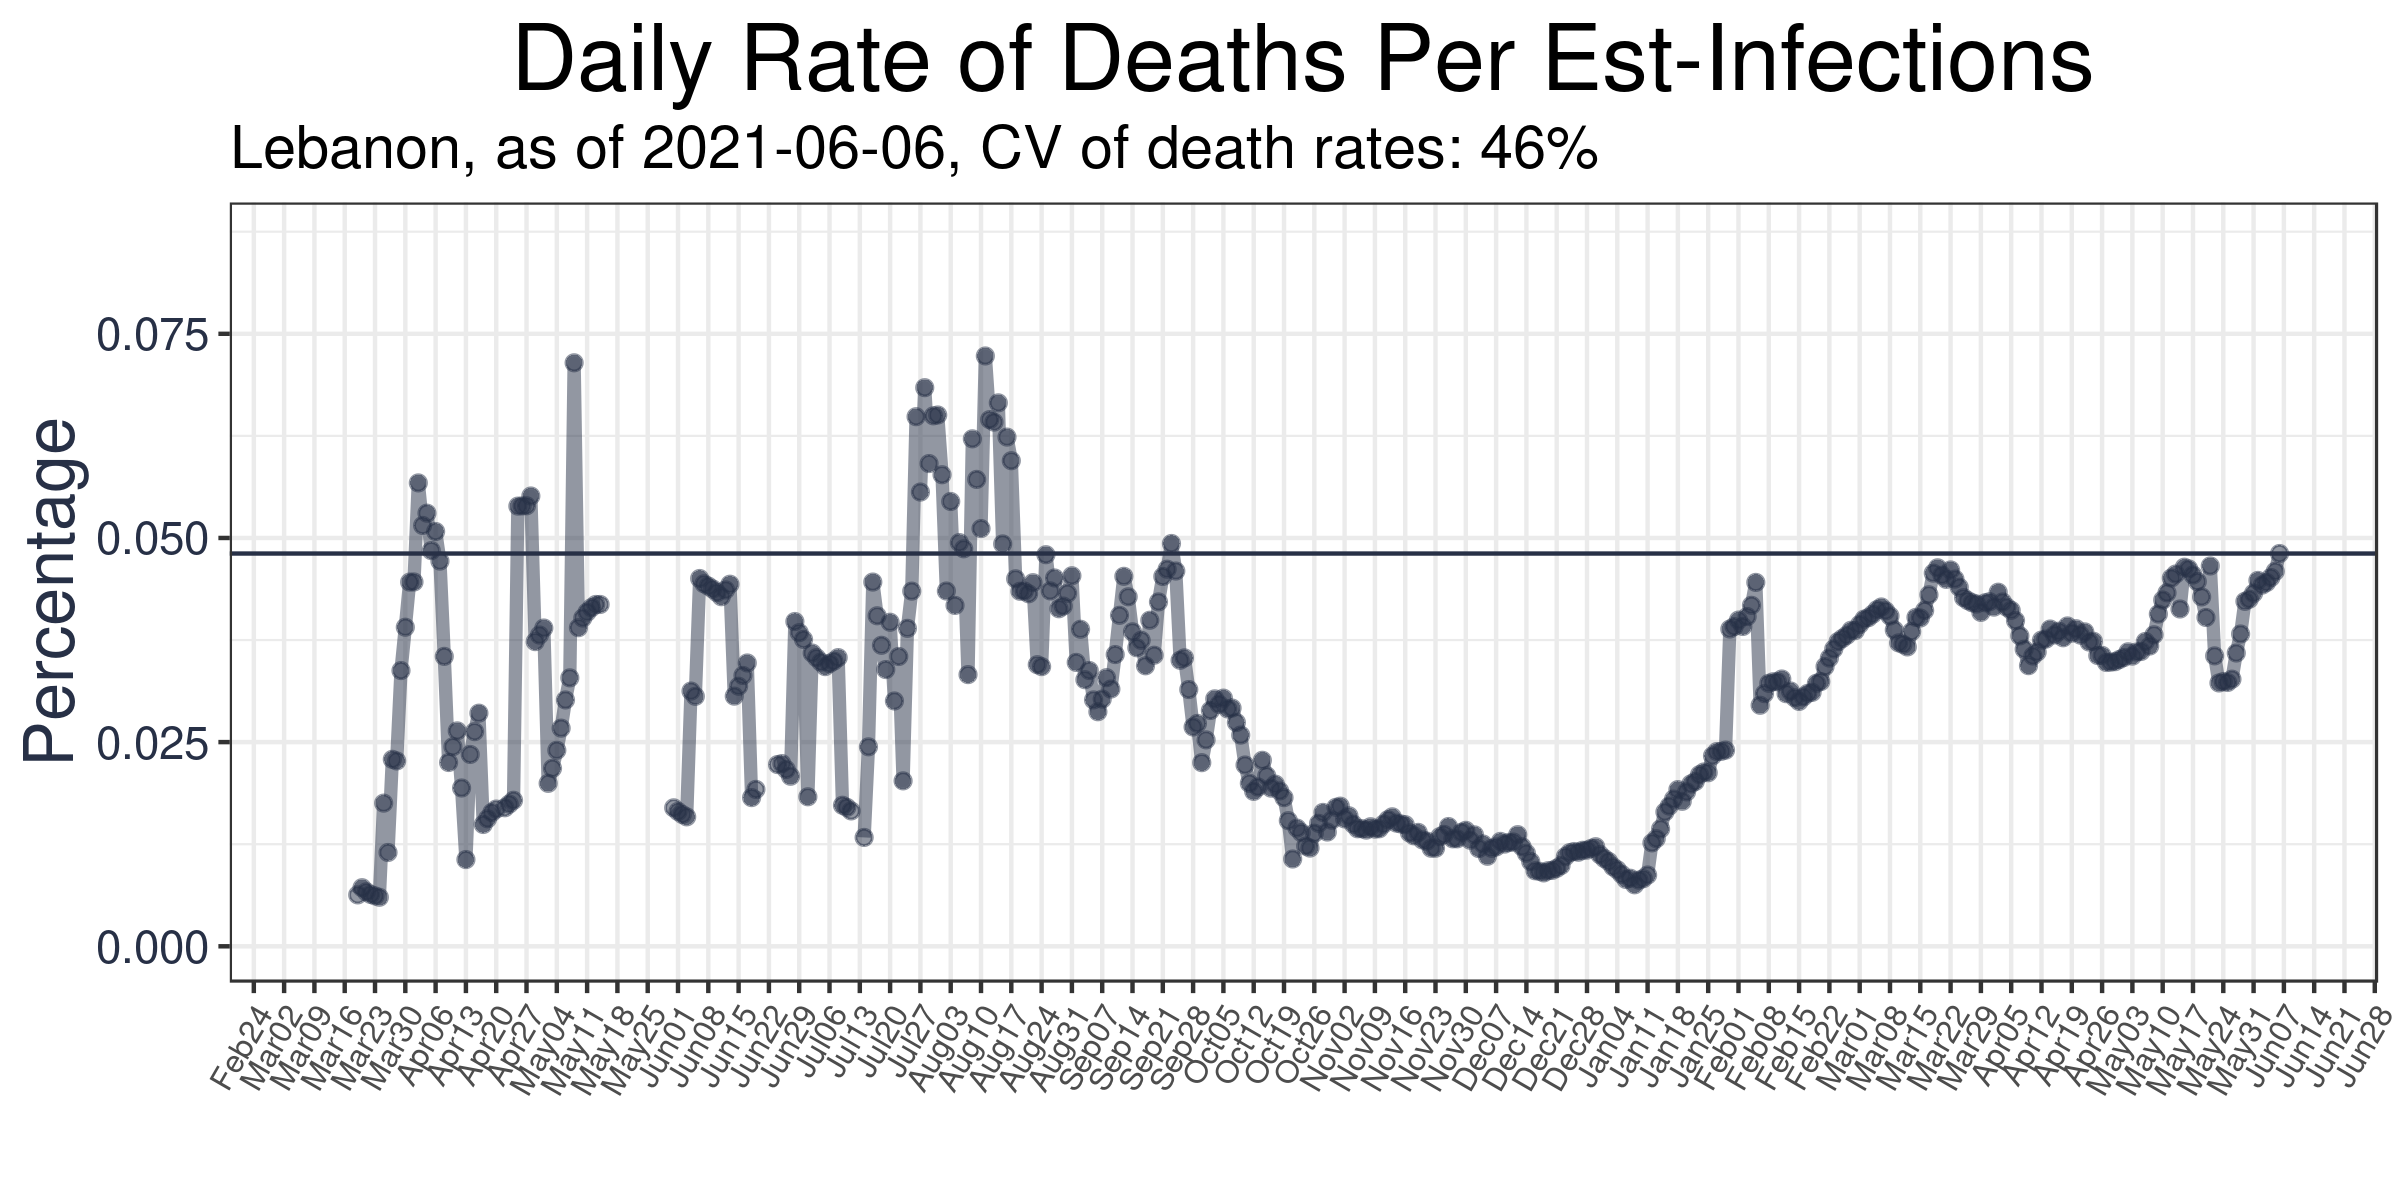 Daily Rate of Deaths Per Est-Infections
Lebanon, as of 2021-06-06, CV of death rates: 46%
Percentage
0.075
0.050
0.025
0.000
Feb24
Mar02
Mar09
Mar16
Mar23
Mar30
Apr06
Apr13
Apr20
Apr27
May04
May11
May18
May25
Jun01
Jun08
Jun15
Jun22
Jun29
Jul06
Jul13
Jul20
Jul27
Aug03
Aug10
Aug17
Aug24
Aug31
Sep07
Sep14
Sep21
Sep28
Oct05
Oct12
Oct19
Oct26
Nov02
Nov09
Nov16
Nov23
Nov30
Dec07
Dec14
Dec21
Dec28
Jan04
Jan11
Jan18
Jan25
Feb01
Feb08
Feb15
Feb22
Mar01
Mar08
Mar15
Mar22
Mar29
Apr05
Apr12
Apr19
Apr26
May03
May10
May17
May24
May31
Jun07
Jun14
Jun21
Jun28